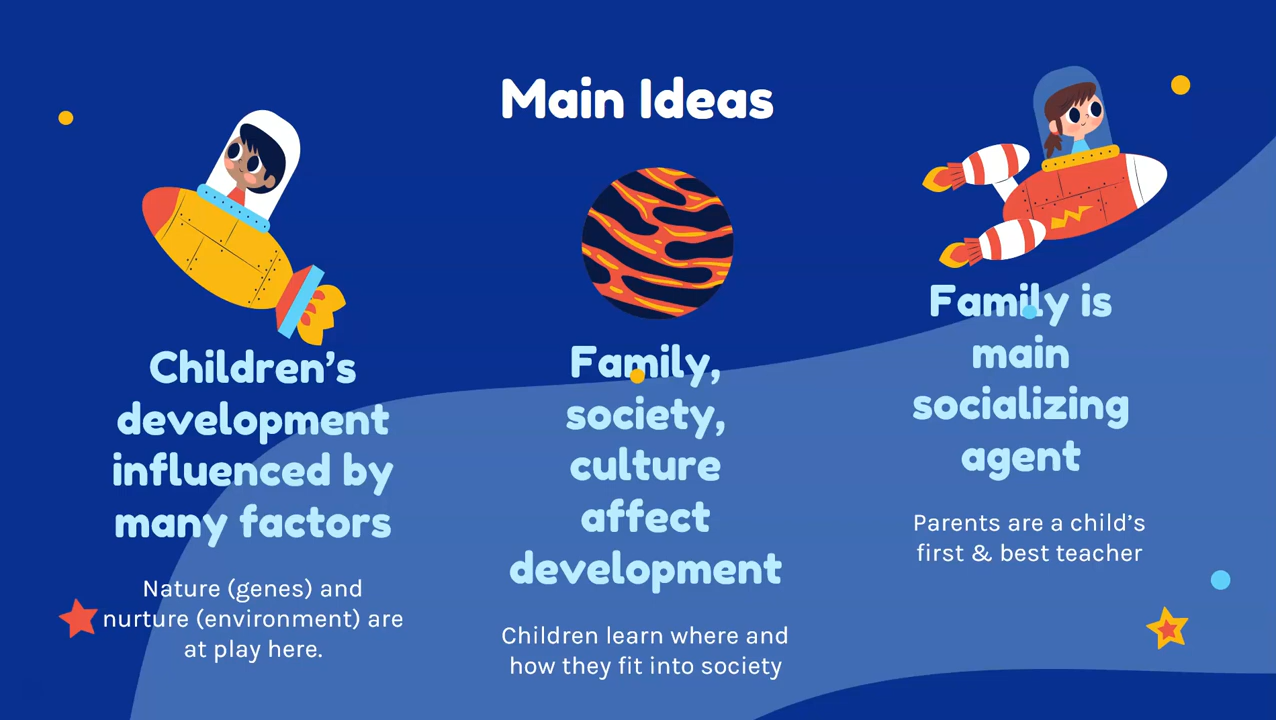 Main Ideas
Children’s
development
influenced by
many factors
Nature (genes) and
nurture (environment) are
at play here.
Family,
society,
culture
affect
development
Children learn where and
how they fit into society
Family is
main
socializing
agent
Parents are a child’s
first & best teacher